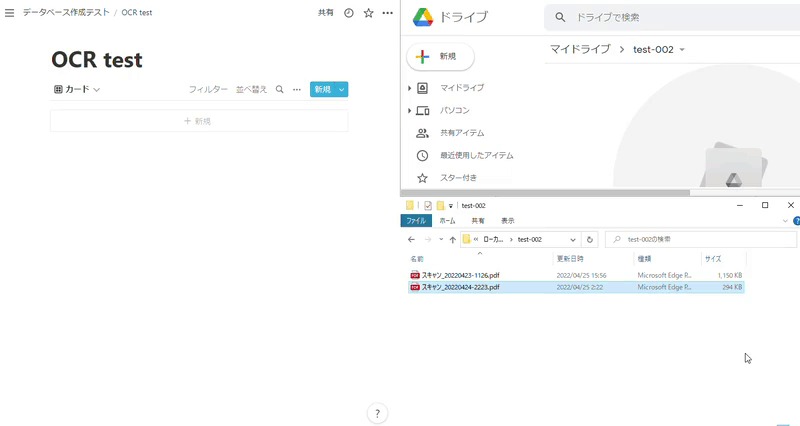 データベース作成テスト / OCR test
共有
OCR test
カード
フィルター 並べ替え
新規
+ 新規
?
ドライブ
ドライブで検索
新規
マイドライブ > test-002
マイドライブ
パソコン
共有アイテム
最近使用したアイテム
スター付き
test-002
ファイル ホーム 共有 表示
« ローカ... > test-002
test-002の検索
名前 更新日時 種類 サイズ
スキャン_20220423-1126.pdf 2022/04/25 15:56 Microsoft Edge P... 1,150 KB
スキャン_20220424-2223.pdf 2022/04/25 2:22 Microsoft Edge P... 294 KB